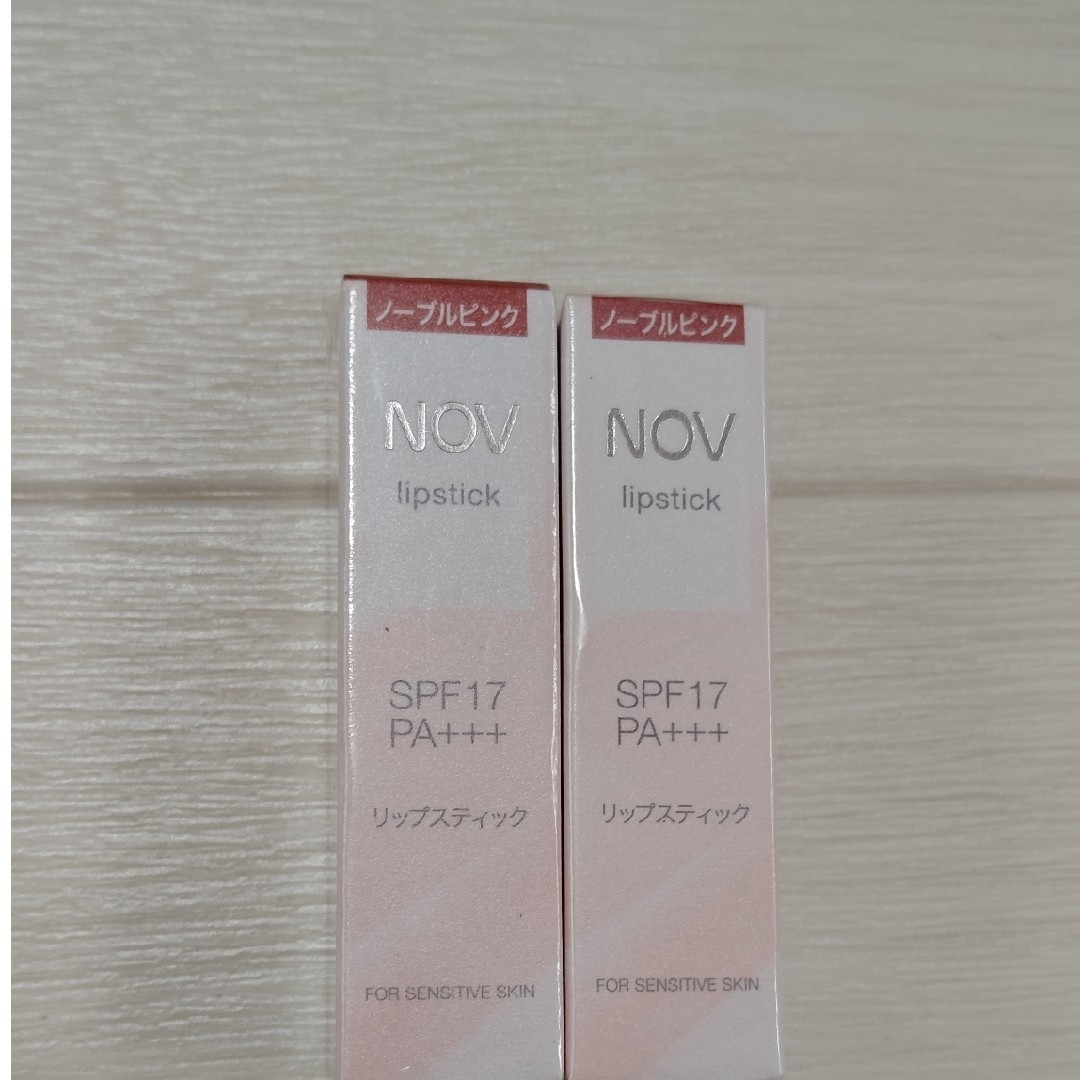 ノーブルピンク
NOV
lipstick
SPF17
PA+++
リップスティック
FOR SENSITIVE SKIN
ノーブルピンク
NOV
lipstick
SPF17
PA+++
リップスティック
FOR SENSITIVE SKIN